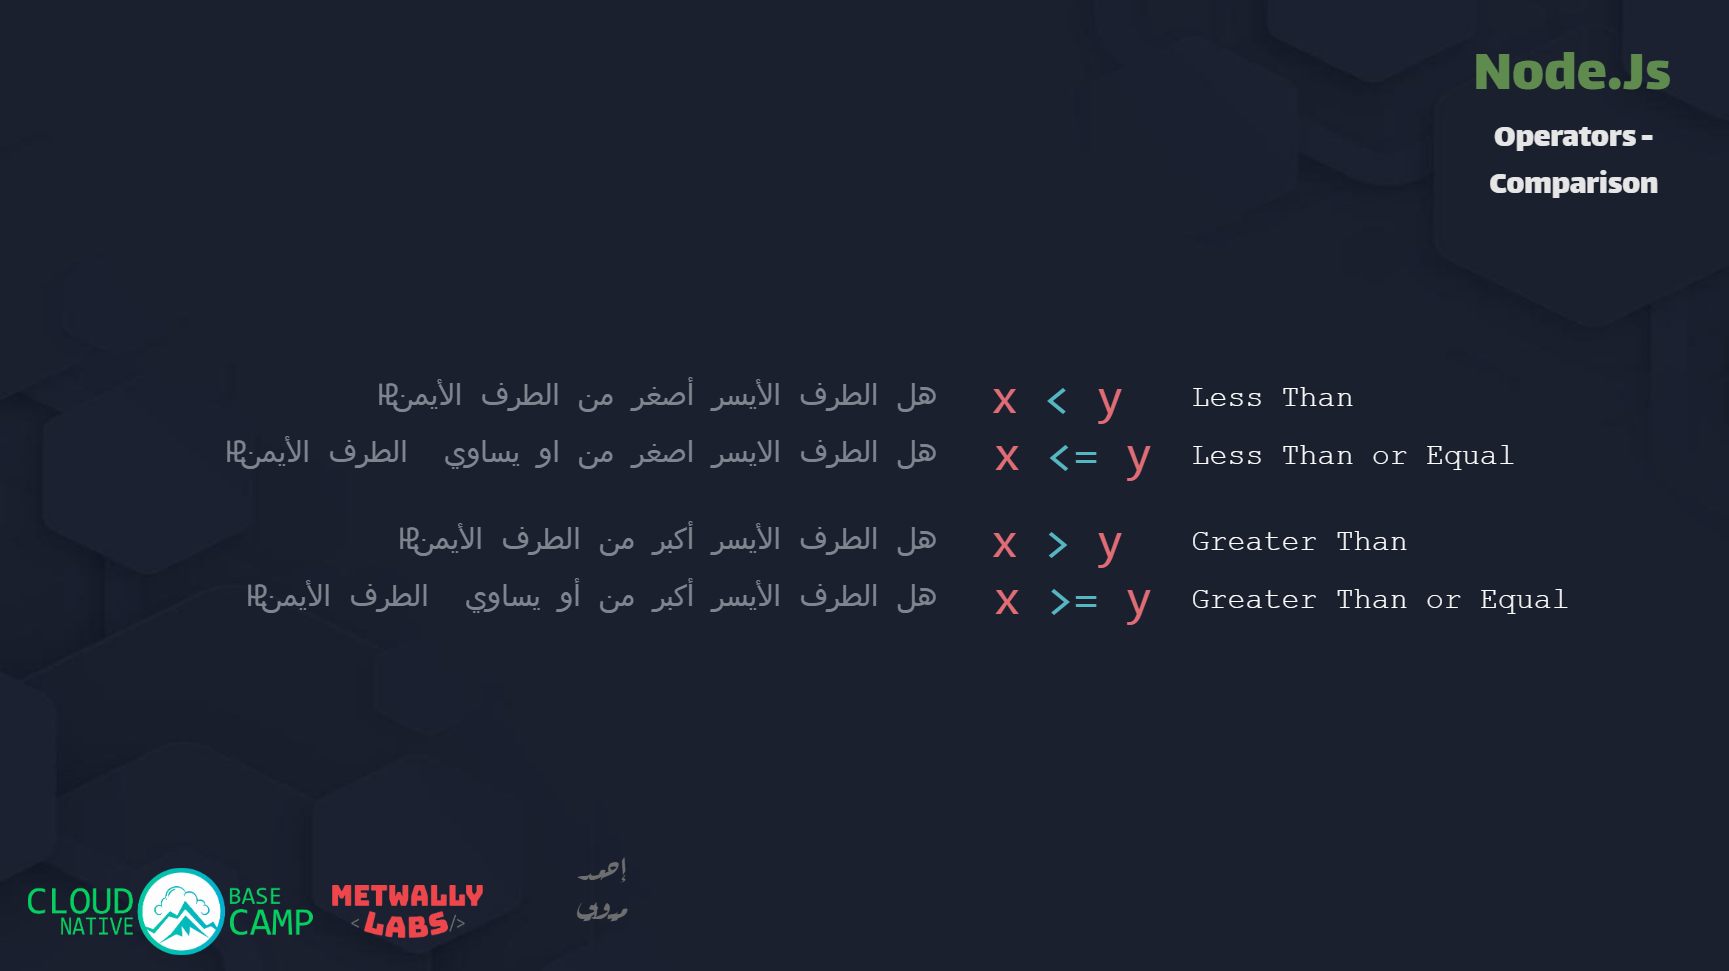 Node.Js
Operators -
Comparison
هل الطرف الأيسر أصغر من الطرف الأيمن x < y Less Than
هل الطرف الايسر اصغر من او يساوي الطرف الأيمن x <= y Less Than or Equal
هل الطرف الأيسر أكبر من الطرف الأيمن x > y Greater Than
هل الطرف الأيسر أكبر من أو يساوي الطرف الأيمن x >= y Greater Than or Equal
CLOUD NATIVE BASE CAMP
METWALLY
<LABS/>